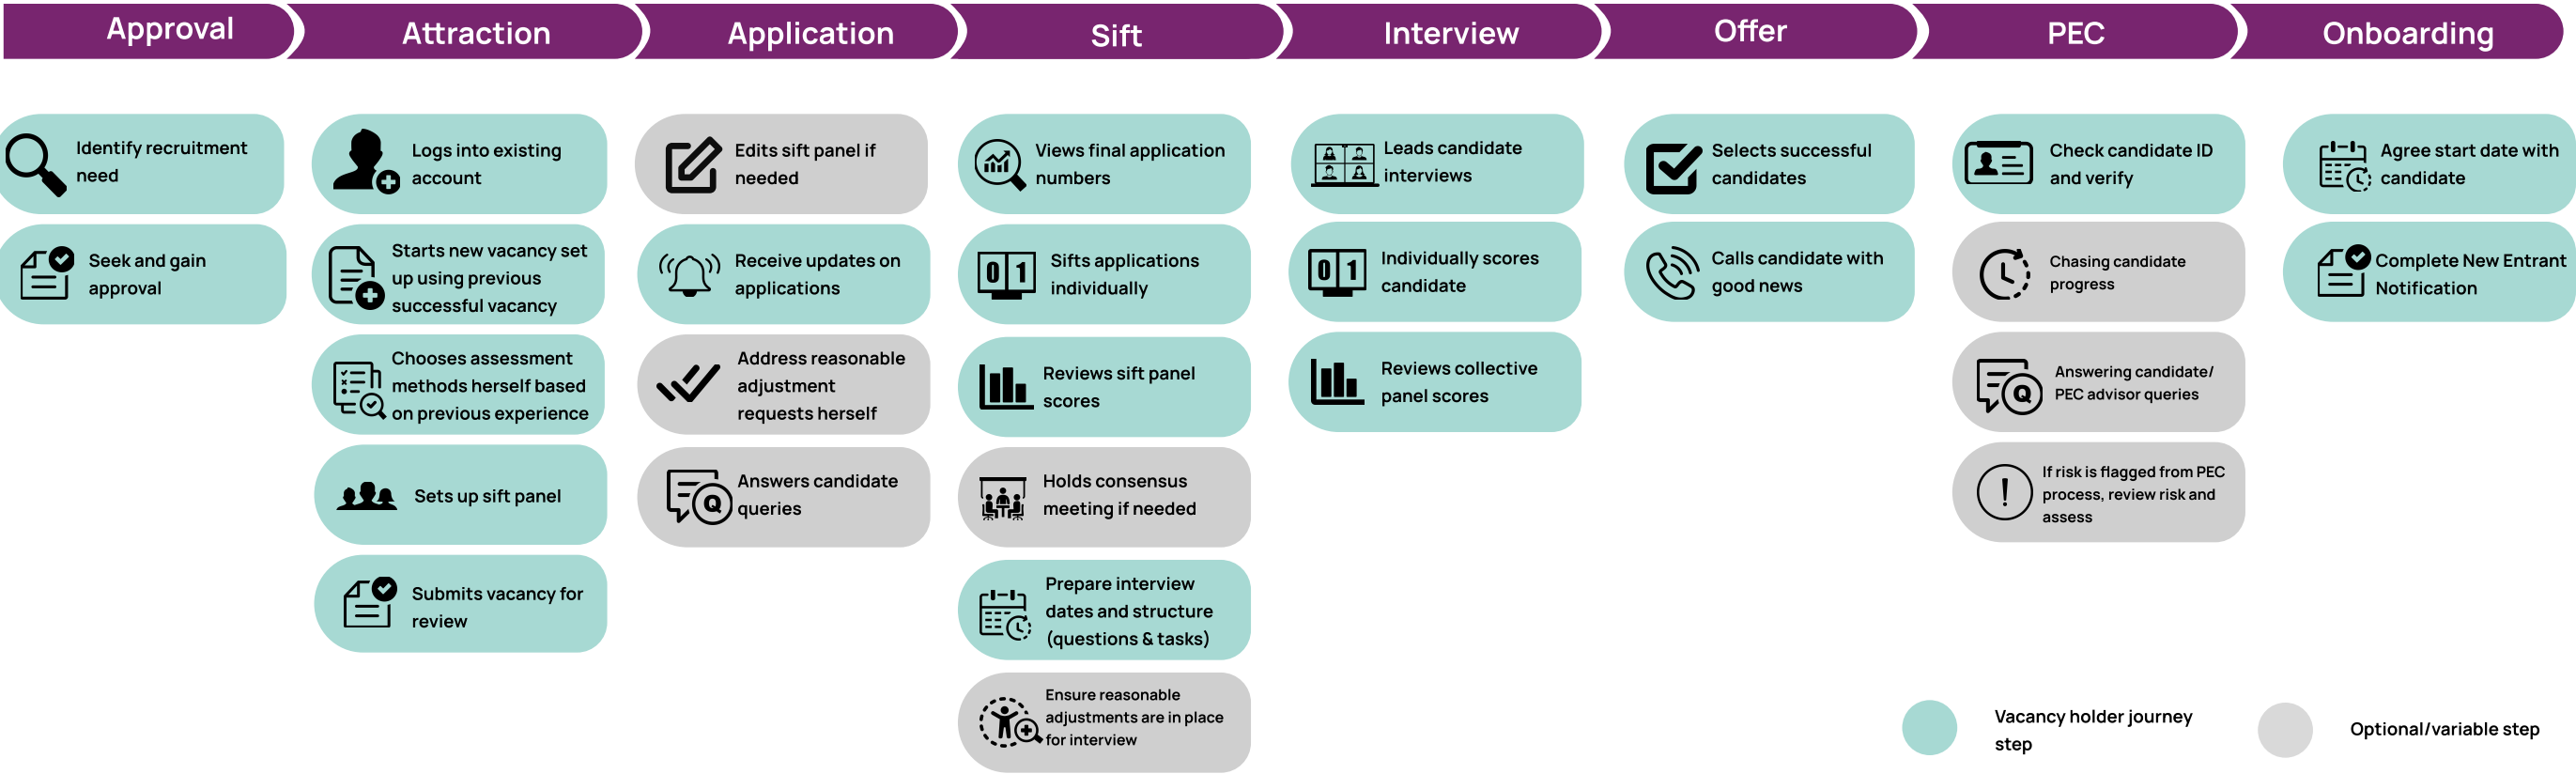 Approval
Attraction
Application
Sift
Interview
Offer
PEC
Onboarding
Identify recruitment
need
Seek and gain
approval
Logs into existing
account
Starts new vacancy set
up using previous
successful vacancy
Chooses assessment
methods herself based
on previous experience
Sets up sift panel
Submits vacancy for
review
Edits sift panel if
needed
Receive updates on
applications
Address reasonable
adjustment
requests herself
Q
Answers candidate
queries
Views final application
numbers
0 1
Sifts applications
individually
Reviews sift panel
scores
Holds consensus
meeting if needed
Prepare interview
dates and structure
(questions & tasks)
Ensure reasonable
adjustments are in place
for interview
Leads candidate
interviews
0 1
Individually scores
candidate
Reviews collective
panel scores
Selects successful
candidates
Calls candidate with
good news
Check candidate ID
and verify
Chasing candidate
progress
Q
Answering candidate/
PEC advisor queries
!
If risk is flagged from PEC
process, review risk and
assess
Agree start date with
candidate
Complete New Entrant
Notification
Vacancy holder journey
step
Optional/variable step